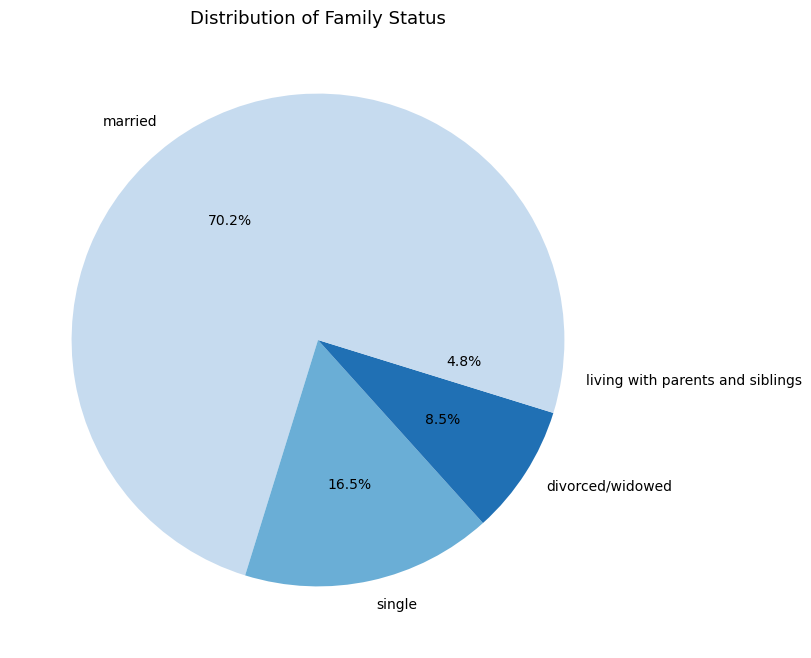 Distribution of Family Status
married
70.2%
4.8%
living with parents and siblings
8.5%
divorced/widowed
16.5%
single